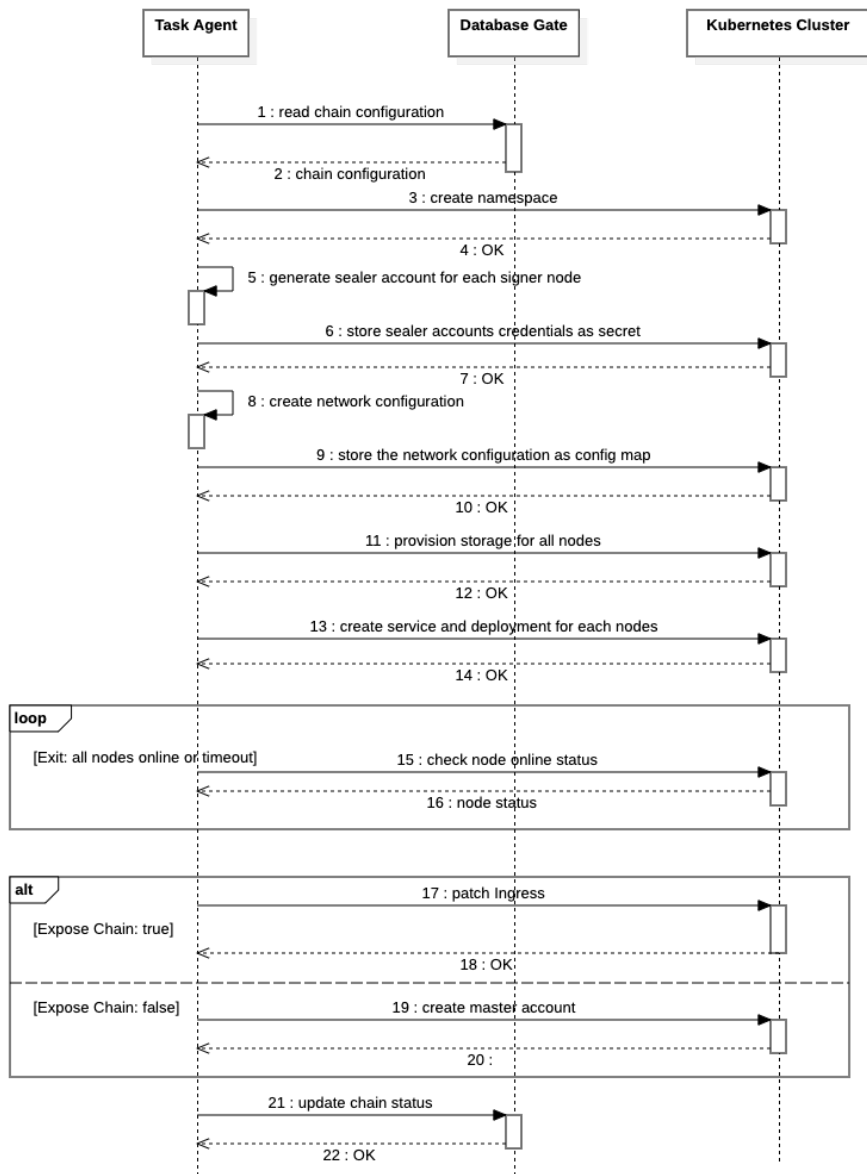 Task Agent
Database Gate
Kubernetes Cluster
1 : read chain configuration
2 : chain configuration
3 : create namespace
4 : OK
5 : generate sealer account for each signer node
6 : store sealer accounts credentials as secret
7 : OK
8 : create network configuration
9 : store the network configuration as config map
10 : OK
11 : provision storage for all nodes
12 : OK
13 : create service and deployment for each nodes
14 : OK
loop
[Exit: all nodes online or timeout]
15 : check node online status
16 : node status
alt
17 : patch Ingress
[Expose Chain: true]
18 : OK
[Expose Chain: false]
19 : create master account
20 :
21 : update chain status
22 : OK